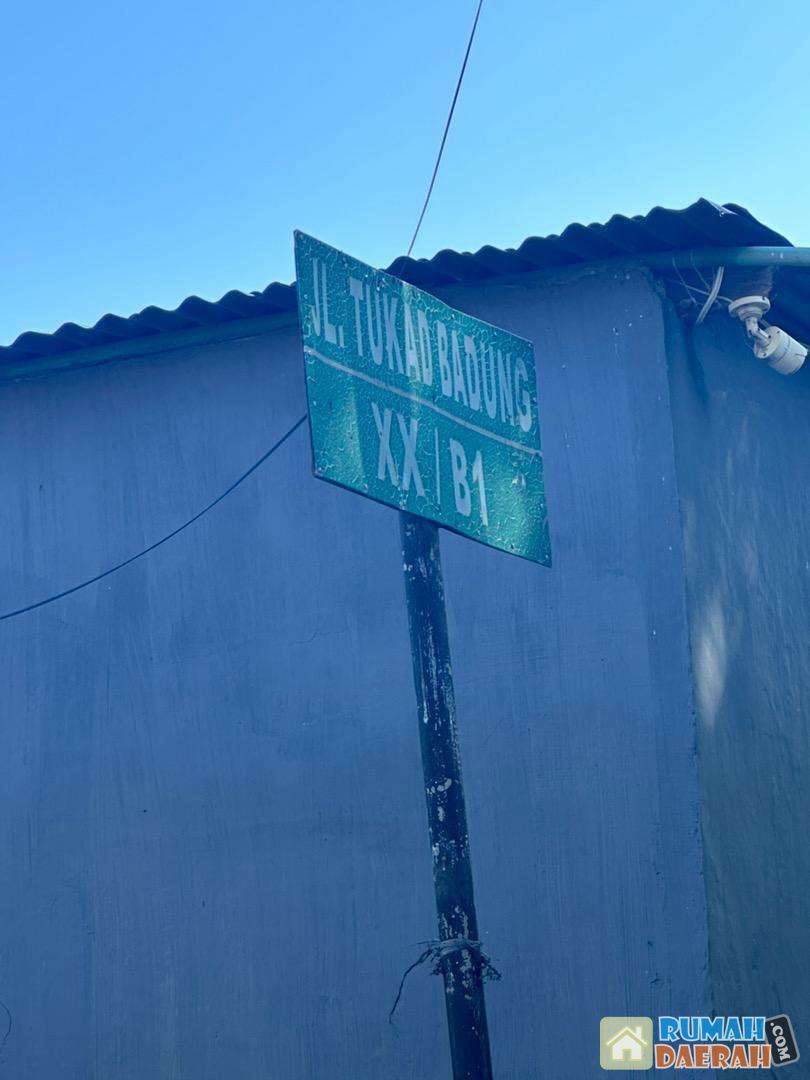 JL. TUKAD BADUNG
XX | B1
RUMAH
DAERAH
.COM